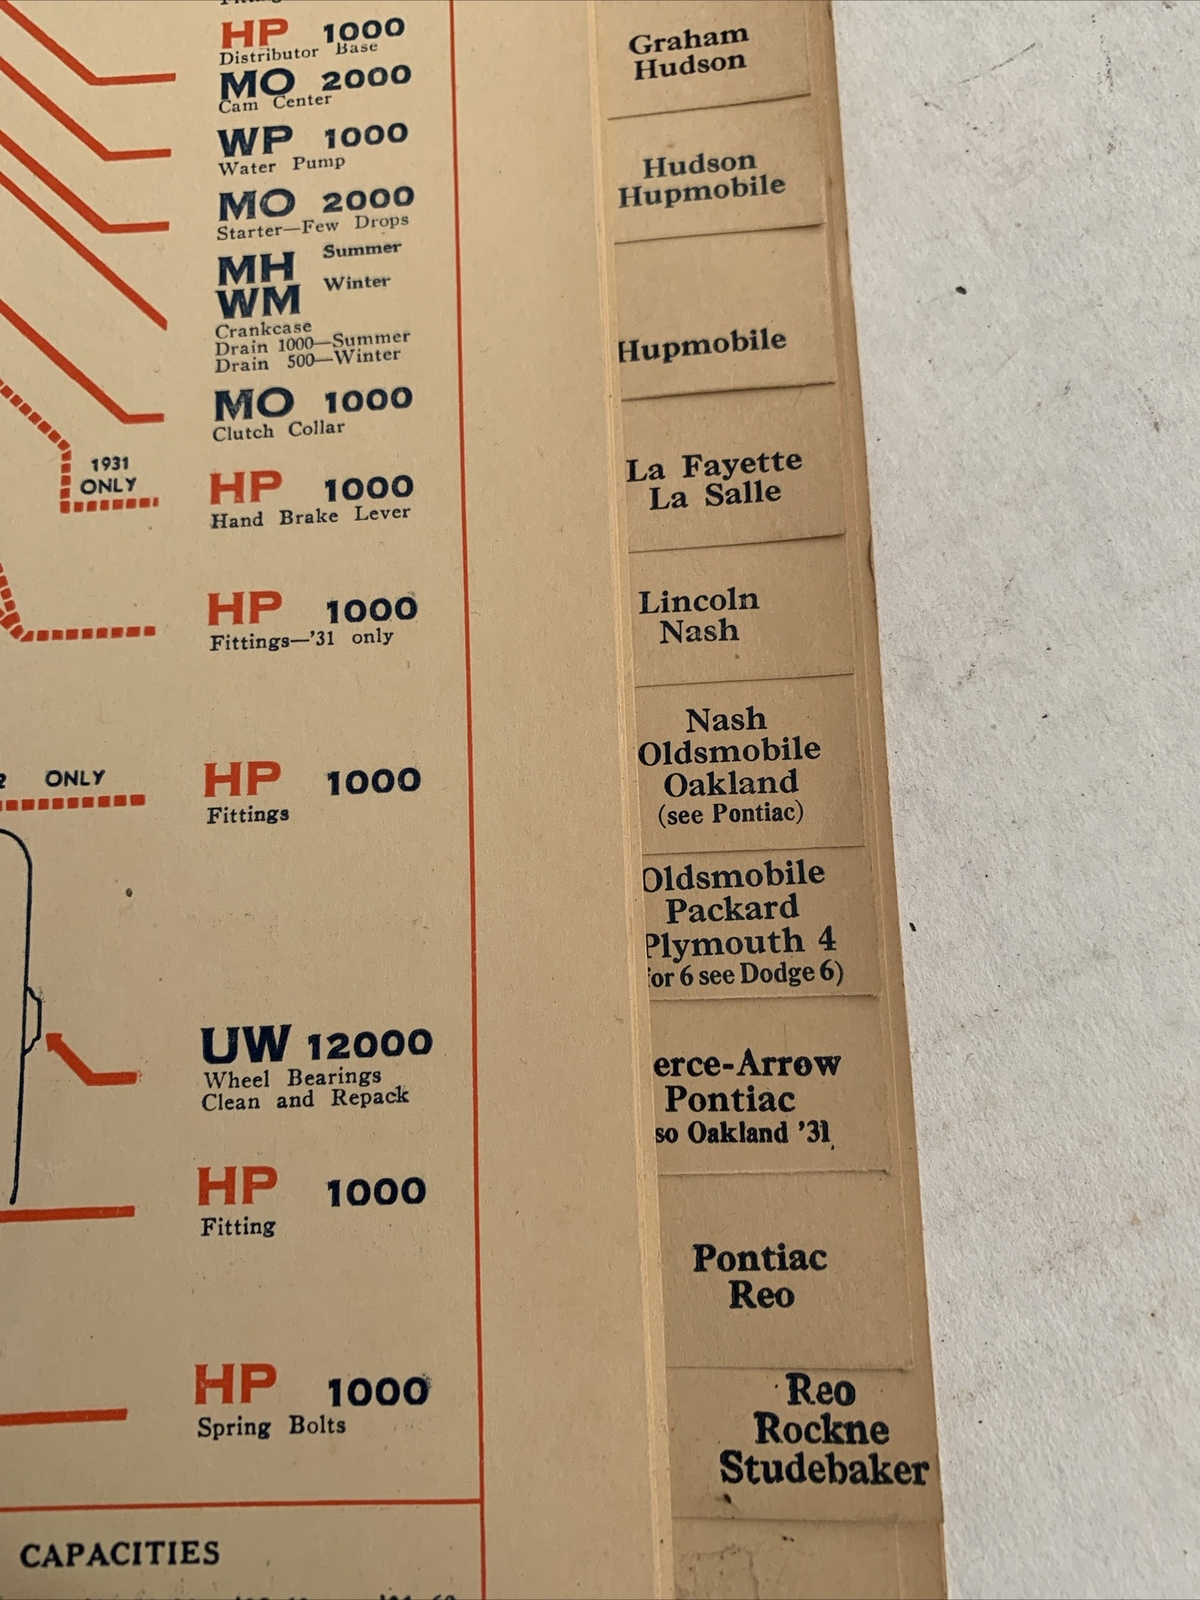 HP 1000
Distributor Base
MO 2000
Cam Center
WP 1000
Water Pump
MO 2000
Starter—Few Drops
MH Summer
WM Winter
Crankcase
Drain 1000—Summer
Drain 500—Winter
MO 1000
Clutch Collar
1931
ONLY
HP 1000
Hand Brake Lever
HP 1000
Fittings—'31 only
ONLY
HP 1000
Fittings
UW 12000
Wheel Bearings
Clean and Repack
HP 1000
Fitting
HP 1000
Spring Bolts
CAPACITIES
Graham
Hudson
Hudson
Hupmobile
Hupmobile
La Fayette
La Salle
Lincoln
Nash
Nash
Oldsmobile
Oakland
(see Pontiac)
Oldsmobile
Packard
Plymouth 4
or 6 see Dodge 6)
erce-Arrow
Pontiac
so Oakland '31
Pontiac
Reo
Reo
Rockne
Studebaker